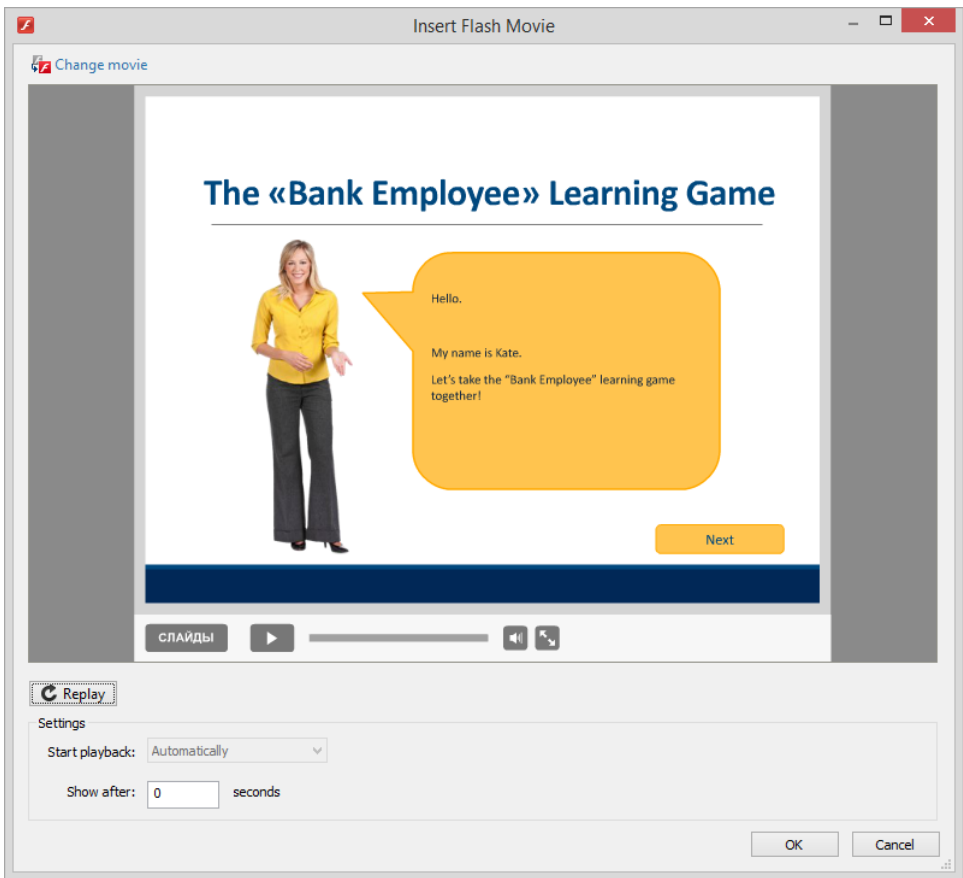 Insert Flash Movie
Change movie
The «Bank Employee» Learning Game
Hello.
My name is Kate.
Let's take the “Bank Employee” learning game
together!
Next
СЛАЙДЫ
Replay
Settings
Start playback: Automatically
Show after: 0 seconds
OK Cancel